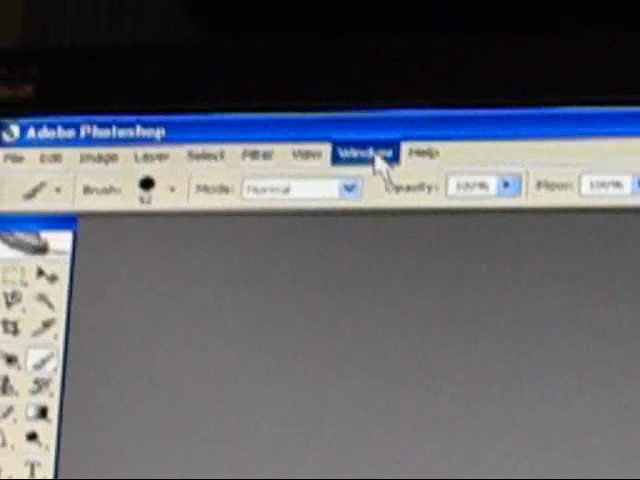 Adobe Photoshop
File Edit Image Layer Select Filter View Window Help
Brush: Mode: Normal Opacity: 100% Flow: 100%
T